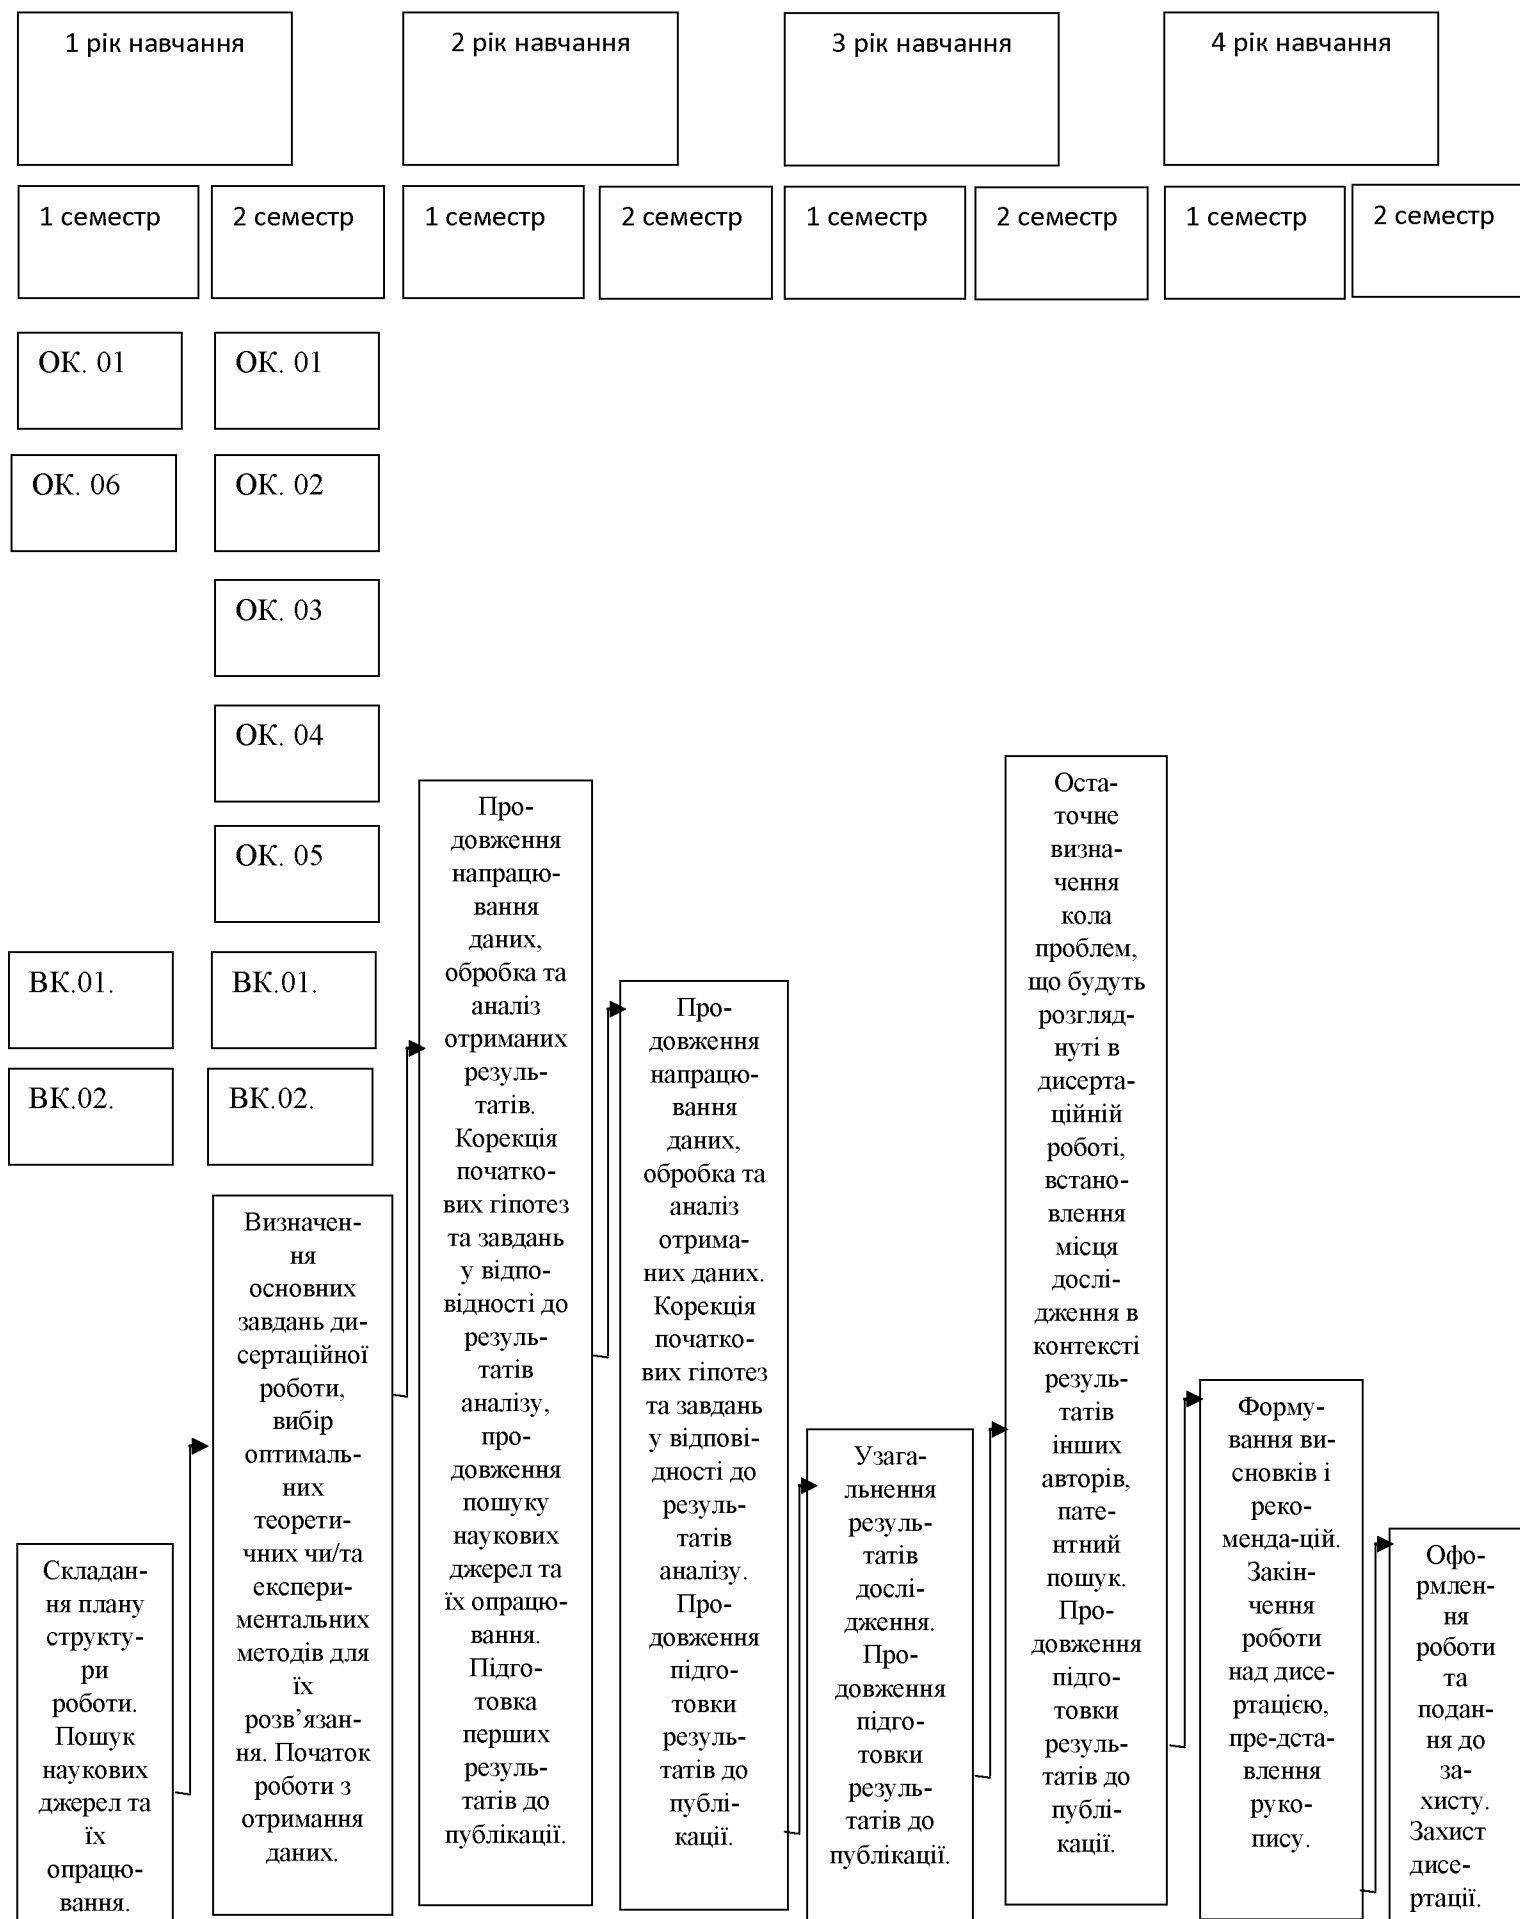 1 рік навчання
2 рік навчання
3 рік навчання
4 рік навчання
1 семестр
2 семестр
1 семестр
2 семестр
1 семестр
2 семестр
1 семестр
2 семестр
ОК. 01
ОК. 01
ОК. 06
ОК. 02
ОК. 03
ОК. 04
ОК. 05
ВК.01.
ВК.01.
ВК.02.
ВК.02.
Складан-
ня плану
структу-
ри
роботи.
Пошук
наукових
джерел та
їх
опрацю-
вання.
Визначен-
ня
основних
завдань ди-
сертаційної
роботи,
вибір
оптималь-
них
теорети-
чних чи/та
експери-
ментальних
методів для
їх
розв’язан-
ня. Початок
роботи з
отримання
даних.
Про-
довження
напрацю-
вання
даних,
обробка та
аналіз
отриманих
резуль-
татів.
Корекція
початко-
вих гіпотез
та завдань
у відпо-
відності до
резуль-
татів
аналізу,
про-
довження
пошуку
наукових
джерел та
їх опрацю-
вання.
Підго-
товка
перших
резуль-
татів до
публікації.
Про-
довження
напрацю-
вання
даних,
обробка та
аналіз
отрима-
них даних.
Корекція
початко-
вих гіпотез
та завдань
у відпові-
дності до
резуль-
татів
аналізу.
Про-
довження
підго-
товки
резуль-
татів до
публі-
кації.
Узага-
льнення
резуль-
татів
дослі-
дження.
Про-
довження
підго-
товки
резуль-
татів до
публікації.
Оста-
точне
визна-
чення
кола
проблем,
що будуть
розгляд-
нуті в
дисерта-
ційній
роботі,
встано-
влення
місця
дослі-
дження в
контексті
резуль-
татів
інших
авторів,
пате-
нтний
пошук.
Про-
довження
підго-
товки
резуль-
татів до
публі-
кації.
Форму-
вання ви-
сновків і
реко-
менда-цій.
Закін-
чення
роботи
над дисе-
ртацією,
пре-дста-
влення
руко-
пису.
Офо-
рмлен-
ня
роботи
та
подан-
ня до
за-
хисту.
Захист
дисе-
ртації.